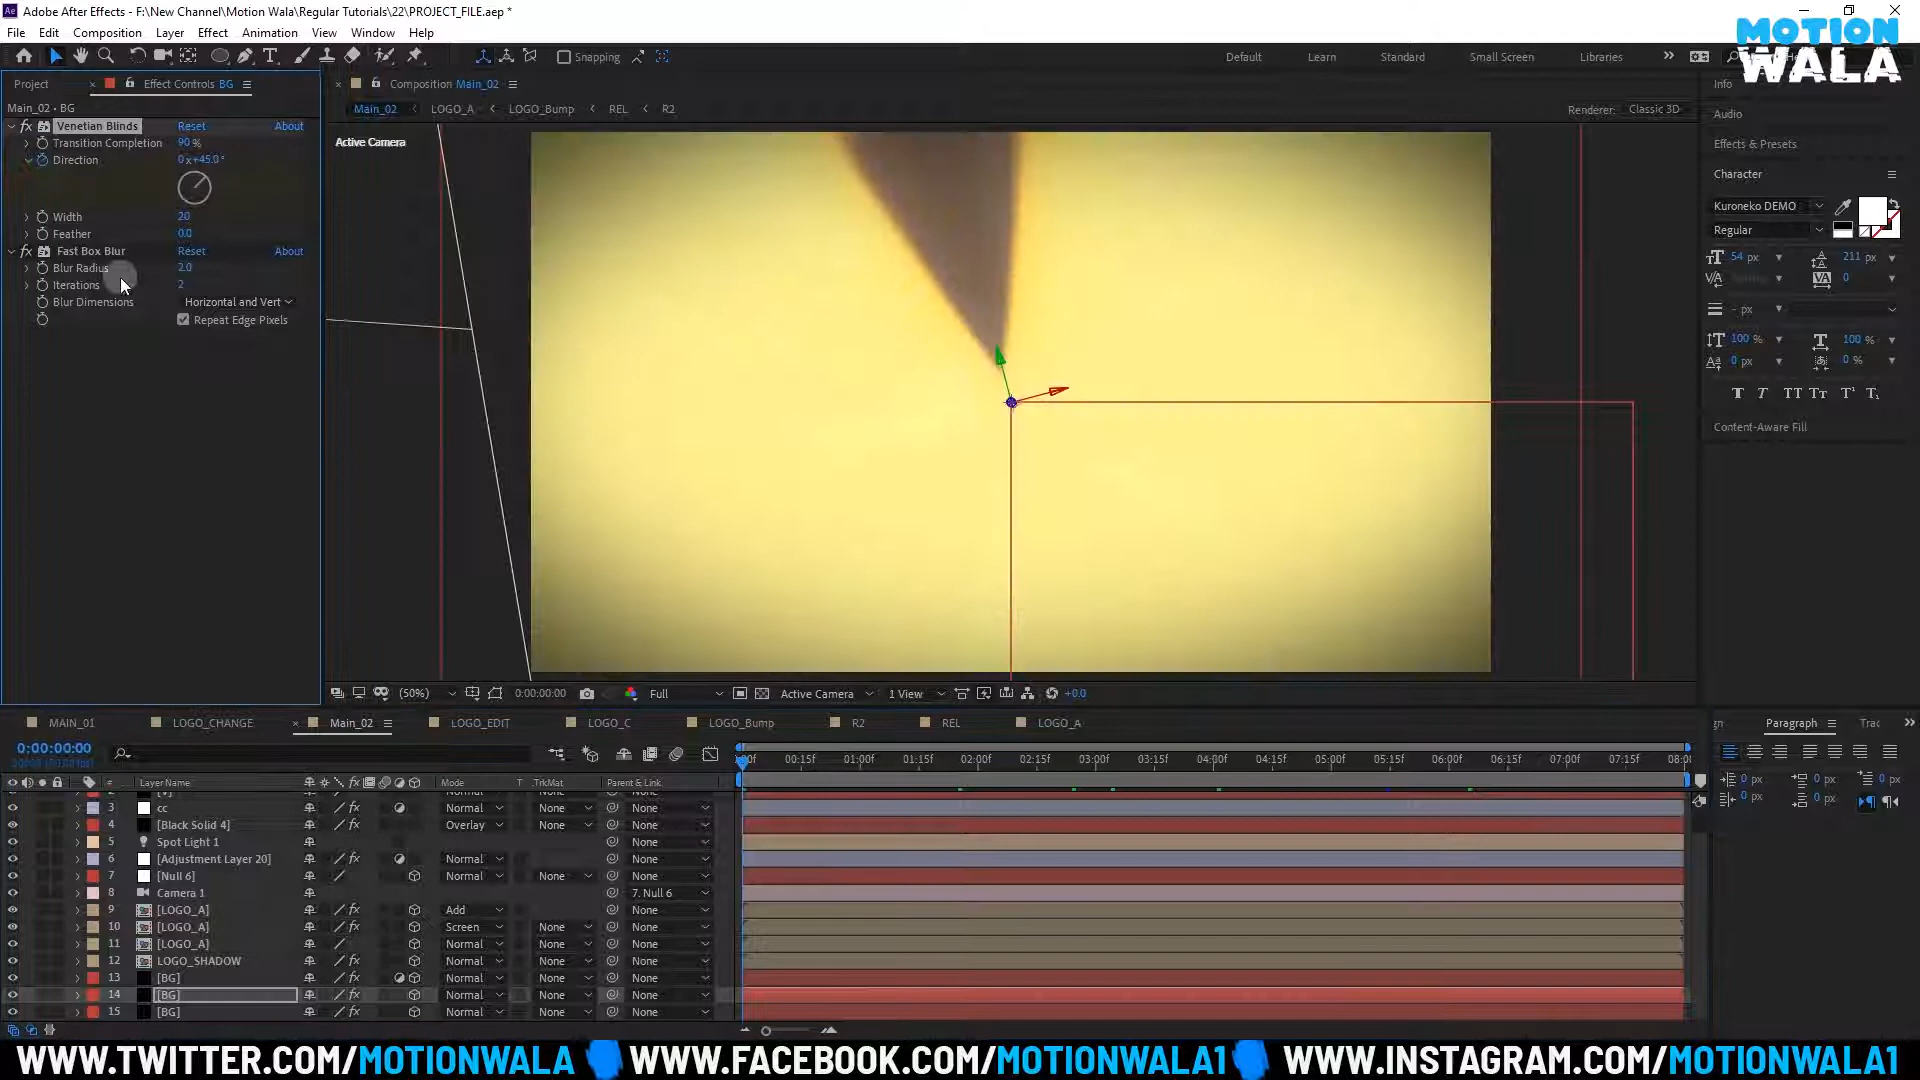 Adobe After Effects - F:\New Channel\Motion Wala\Regular Tutorials\22\PROJECT_FILE.aep *
File Edit Composition Layer Effect Animation View Window Help
MOTION
WALA
Snapping
Default Learn Standard Small Screen Libraries
Project Effect Controls BG
Main_02 • BG
Venetian Blinds Reset About
Transition Completion 90 %
Direction 0x+45.0°
Width 20
Feather 0.0
Fast Box Blur Reset About
Blur Radius 2.0
Iterations 2
Blur Dimensions Horizontal and Vert
Repeat Edge Pixels
Composition Main_02
Main_02 LOGO_A LOGO_Bump REL R2
Renderer: Classic 3D
Active Camera
(50%) 0:00:00:00 Full Active Camera 1 View +0.0
Info
Audio
Effects & Presets
Character
Kuroneko DEMO
Regular
54 px 211 px
0
- px
100 % 100 %
0 px 0 %
Content-Aware Fill
MAIN_01 LOGO_CHANGE Main_02 LOGO_EDIT LOGO_C LOGO_Bump R2 REL LOGO_A
Paragraph Trac
0 px 0 px 0 px
0 px 0 px
0:00:00:00
00:15f 01:00f 01:15f 02:00f 02:15f 03:00f 03:15f 04:00f 04:15f 05:00f 05:15f 06:00f 06:15f 07:00f 07:15f 08:0
# Layer Name Mode T .TrkMat Parent & Link
3 cc Normal None
4 [Black Solid 4] Overlay None None
5 Spot Light 1 None
6 [Adjustment Layer 20] Normal None
7 [Null 6] Normal None None
8 Camera 1 7. Null 6
9 [LOGO_A] Add None
10 [LOGO_A] Screen None None
11 [LOGO_A] Normal None None
12 LOGO_SHADOW Normal None None
13 [BG] Normal None None
14 [BG] Normal None None
15 [BG] Normal None None
WWW.TWITTER.COM/MOTIONWALA WWW.FACEBOOK.COM/MOTIONWALA1 WWW.INSTAGRAM.COM/MOTIONWALA1